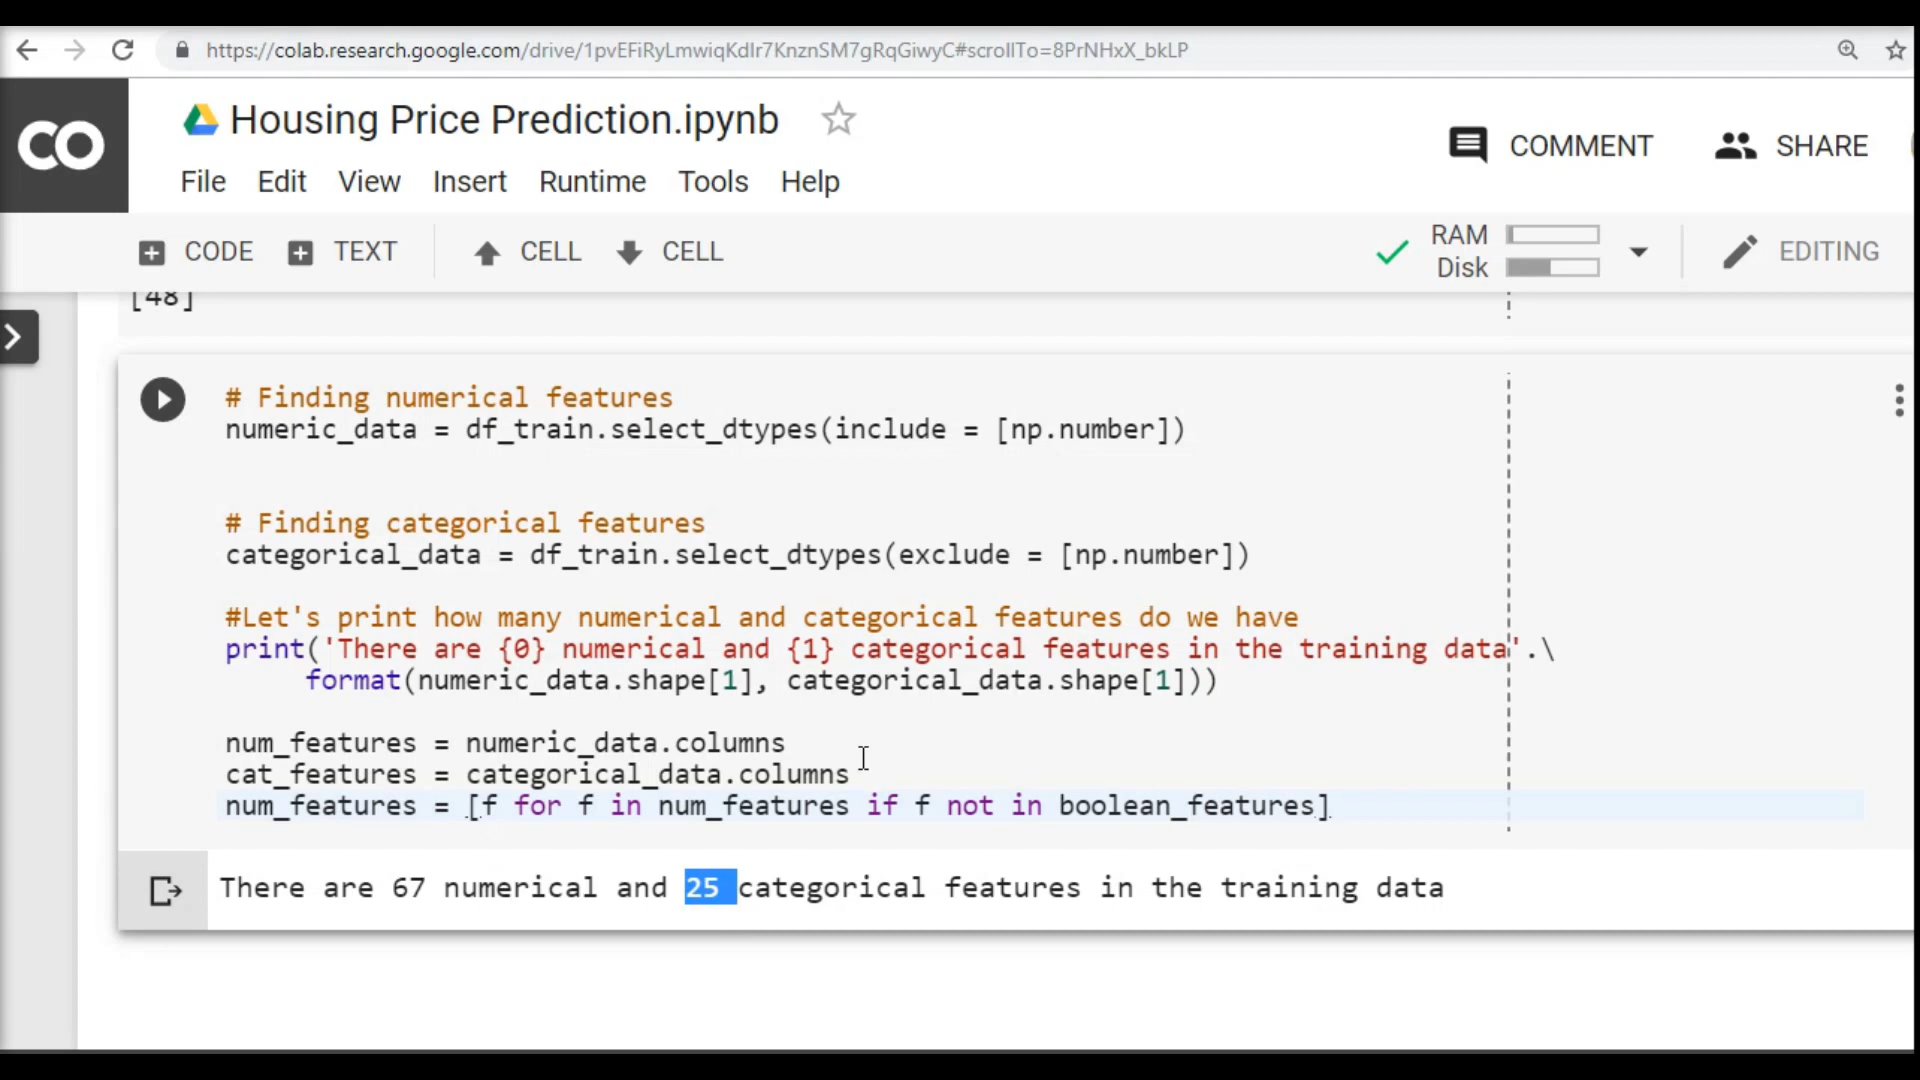 https://colab.research.google.com/drive/1pvEFiRyLmwiqKdIr7KnznSM7gRqGiwyC#scrollTo=8PrNHxX_bkLP
CO
Housing Price Prediction.ipynb
COMMENT
SHARE
File Edit View Insert Runtime Tools Help
CODE TEXT CELL CELL
RAM
Disk
EDITING
[48]
# Finding numerical features
numeric_data = df_train.select_dtypes(include = [np.number])
# Finding categorical features
categorical_data = df_train.select_dtypes(exclude = [np.number])
#Let's print how many numerical and categorical features do we have
print('There are {0} numerical and {1} categorical features in the training data'.\
format(numeric_data.shape[1], categorical_data.shape[1]))
num_features = numeric_data.columns
cat_features = categorical_data.columns
num_features = [f for f in num_features if f not in boolean_features]
There are 67 numerical and 25 categorical features in the training data